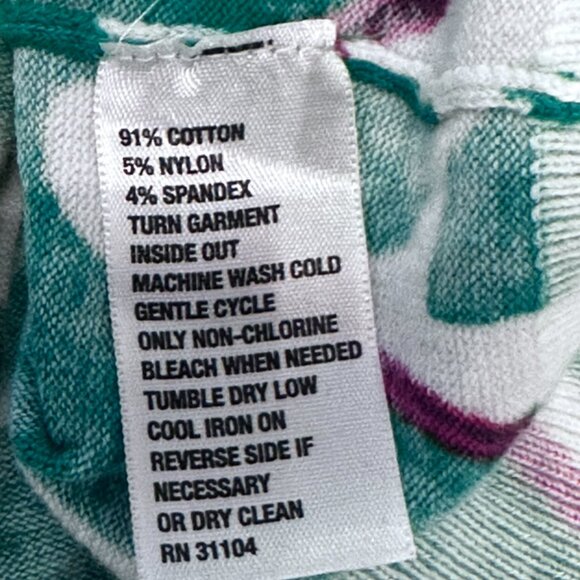 91% COTTON
5% NYLON
4% SPANDEX
TURN GARMENT
INSIDE OUT
MACHINE WASH COLD
GENTLE CYCLE
ONLY NON-CHLORINE
BLEACH WHEN NEEDED
TUMBLE DRY LOW
COOL IRON ON
REVERSE SIDE IF
NECESSARY
OR DRY CLEAN
RN 31104